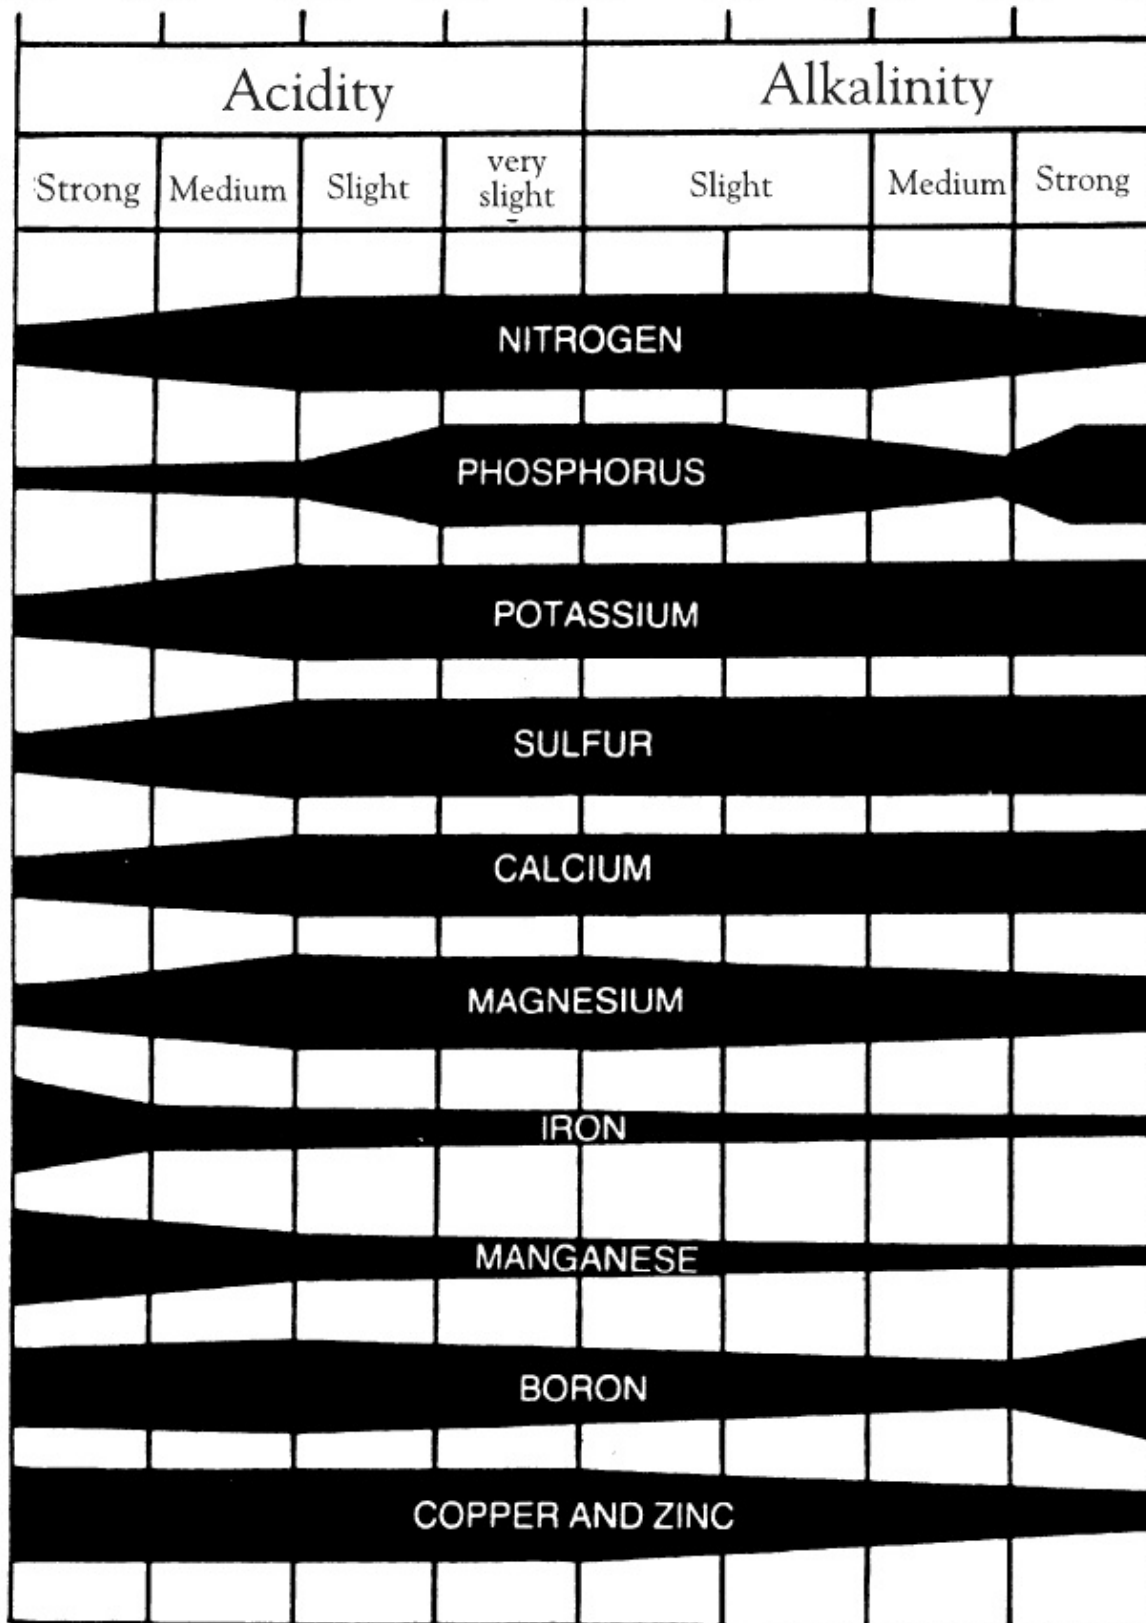 Acidity
Alkalinity
Strong
Medium
Slight
very
slight
Slight
Medium
Strong
NITROGEN
PHOSPHORUS
POTASSIUM
SULFUR
CALCIUM
MAGNESIUM
IRON
MANGANESE
BORON
COPPER AND ZINC